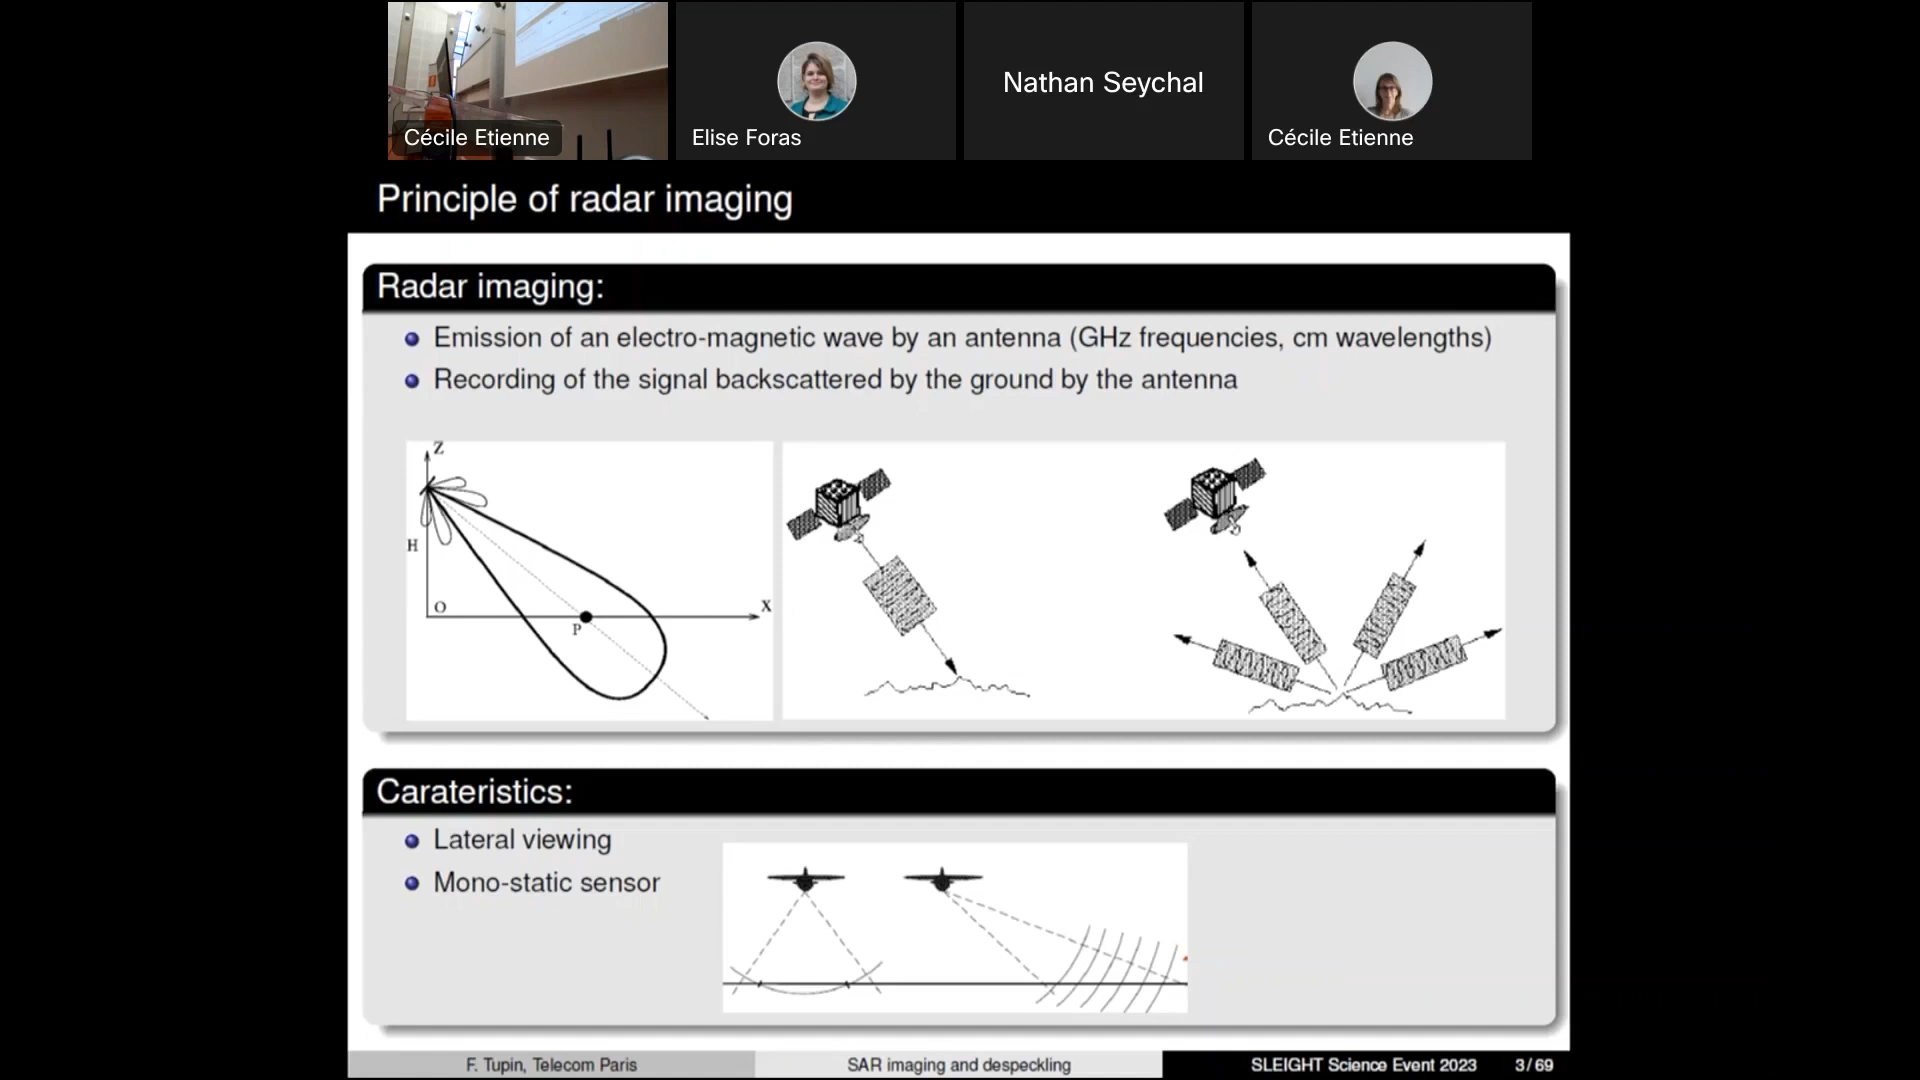 Cécile Etienne
Elise Foras
Nathan Seychal
Cécile Etienne
Principle of radar imaging
Radar imaging:
Emission of an electro-magnetic wave by an antenna (GHz frequencies, cm wavelengths)
Recording of the signal backscattered by the ground by the antenna
Z
H
O
P
X
Carateristics:
Lateral viewing
Mono-static sensor
F. Tupin, Telecom Paris
SAR imaging and despeckling
SLEIGHT Science Event 2023
3/69